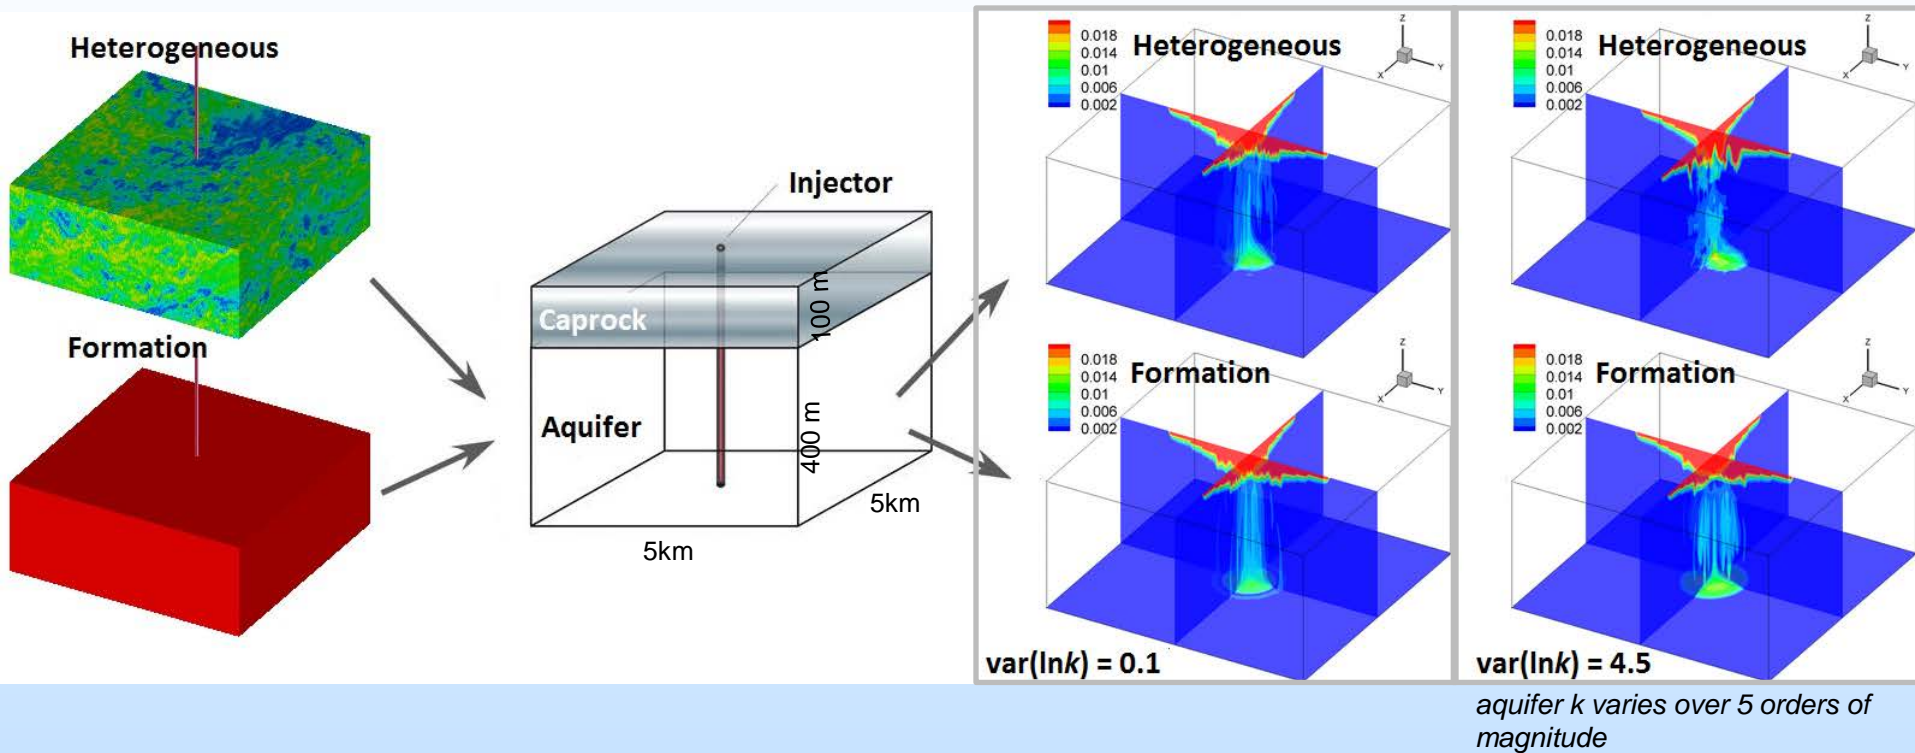 Heterogeneous
Formation
Injector
Caprock
100 m
Aquifer
400 m
5km
5km
0.018
0.014
0.01
0.006
0.002
Heterogeneous
Z
X
Y
0.018
0.014
0.01
0.006
0.002
Formation
Z
X
Y
var(lnk) = 0.1
0.018
0.014
0.01
0.006
0.002
Heterogeneous
Z
X
Y
0.018
0.014
0.01
0.006
0.002
Formation
Z
X
Y
var(lnk) = 4.5
aquifer k varies over 5 orders of
magnitude